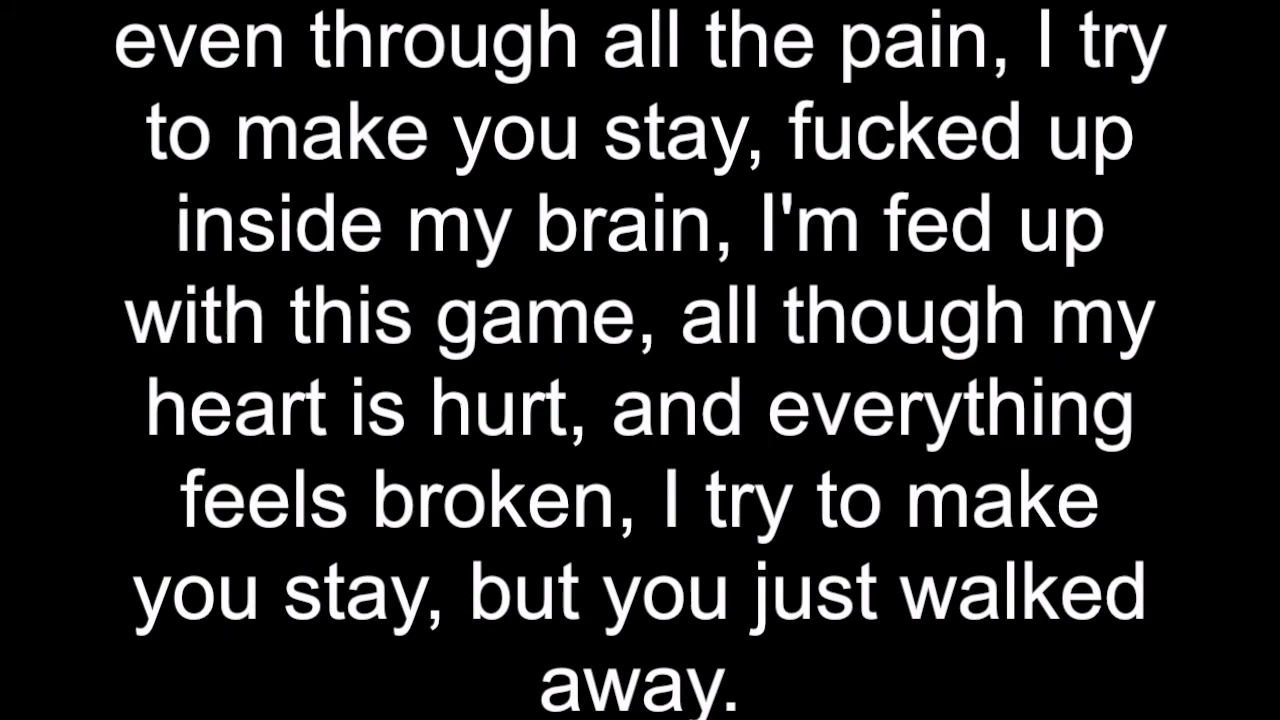 even through all the pain, I try
to make you stay, fucked up
inside my brain, I'm fed up
with this game, all though my
heart is hurt, and everything
feels broken, I try to make
you stay, but you just walked
away.